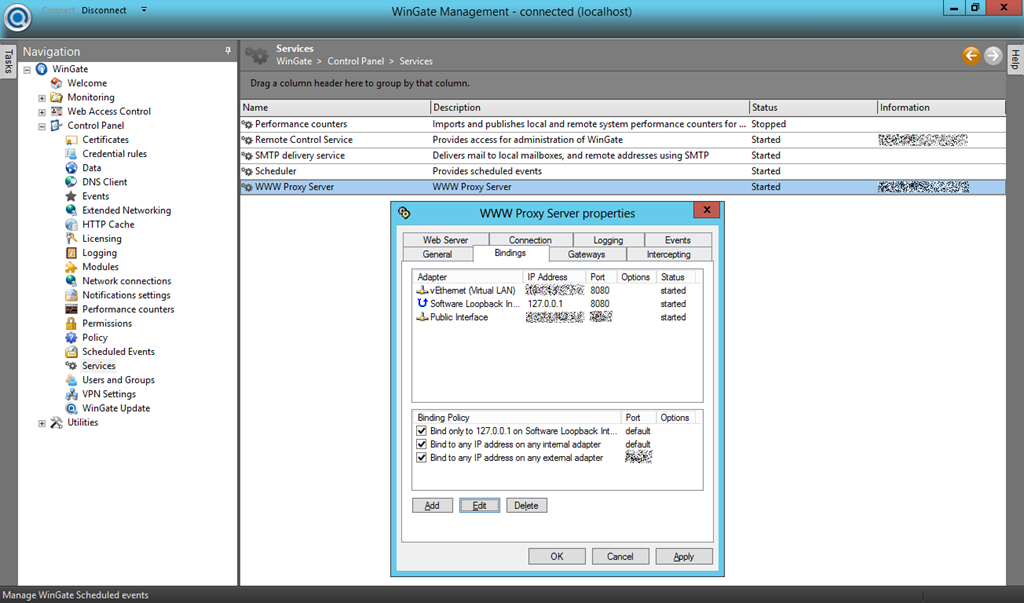 Connect Disconnect
WinGate Management - connected (localhost)
Tasks
Navigation
WinGate
Welcome
Monitoring
Web Access Control
Control Panel
Certificates
Credential rules
Data
DNS Client
Events
Extended Networking
HTTP Cache
Licensing
Logging
Modules
Network connections
Notifications settings
Performance counters
Permissions
Policy
Scheduled Events
Services
Users and Groups
VPN Settings
WinGate Update
Utilities
Services
WinGate > Control Panel > Services
Help
Drag a column header here to group by that column.
Name Description Status Information
Performance counters Imports and publishes local and remote system performance counters for ... Stopped
Remote Control Service Provides access for administration of WinGate Started
SMTP delivery service Delivers mail to local mailboxes, and remote addresses using SMTP Started
Scheduler Provides scheduled events Started
WWW Proxy Server WWW Proxy Server Started
WWW Proxy Server properties
Web Server Connection Logging Events
General Bindings Gateways Intercepting
Adapter IP Address Port Options Status
vEthernet (Virtual LAN) 8080 started
Software Loopback In... 127.0.0.1 8080 started
Public Interface started
Binding Policy Port Options
Bind only to 127.0.0.1 on Software Loopback Int... default
Bind to any IP address on any internal adapter default
Bind to any IP address on any external adapter
Add Edit Delete
OK Cancel Apply
Manage WinGate Scheduled events